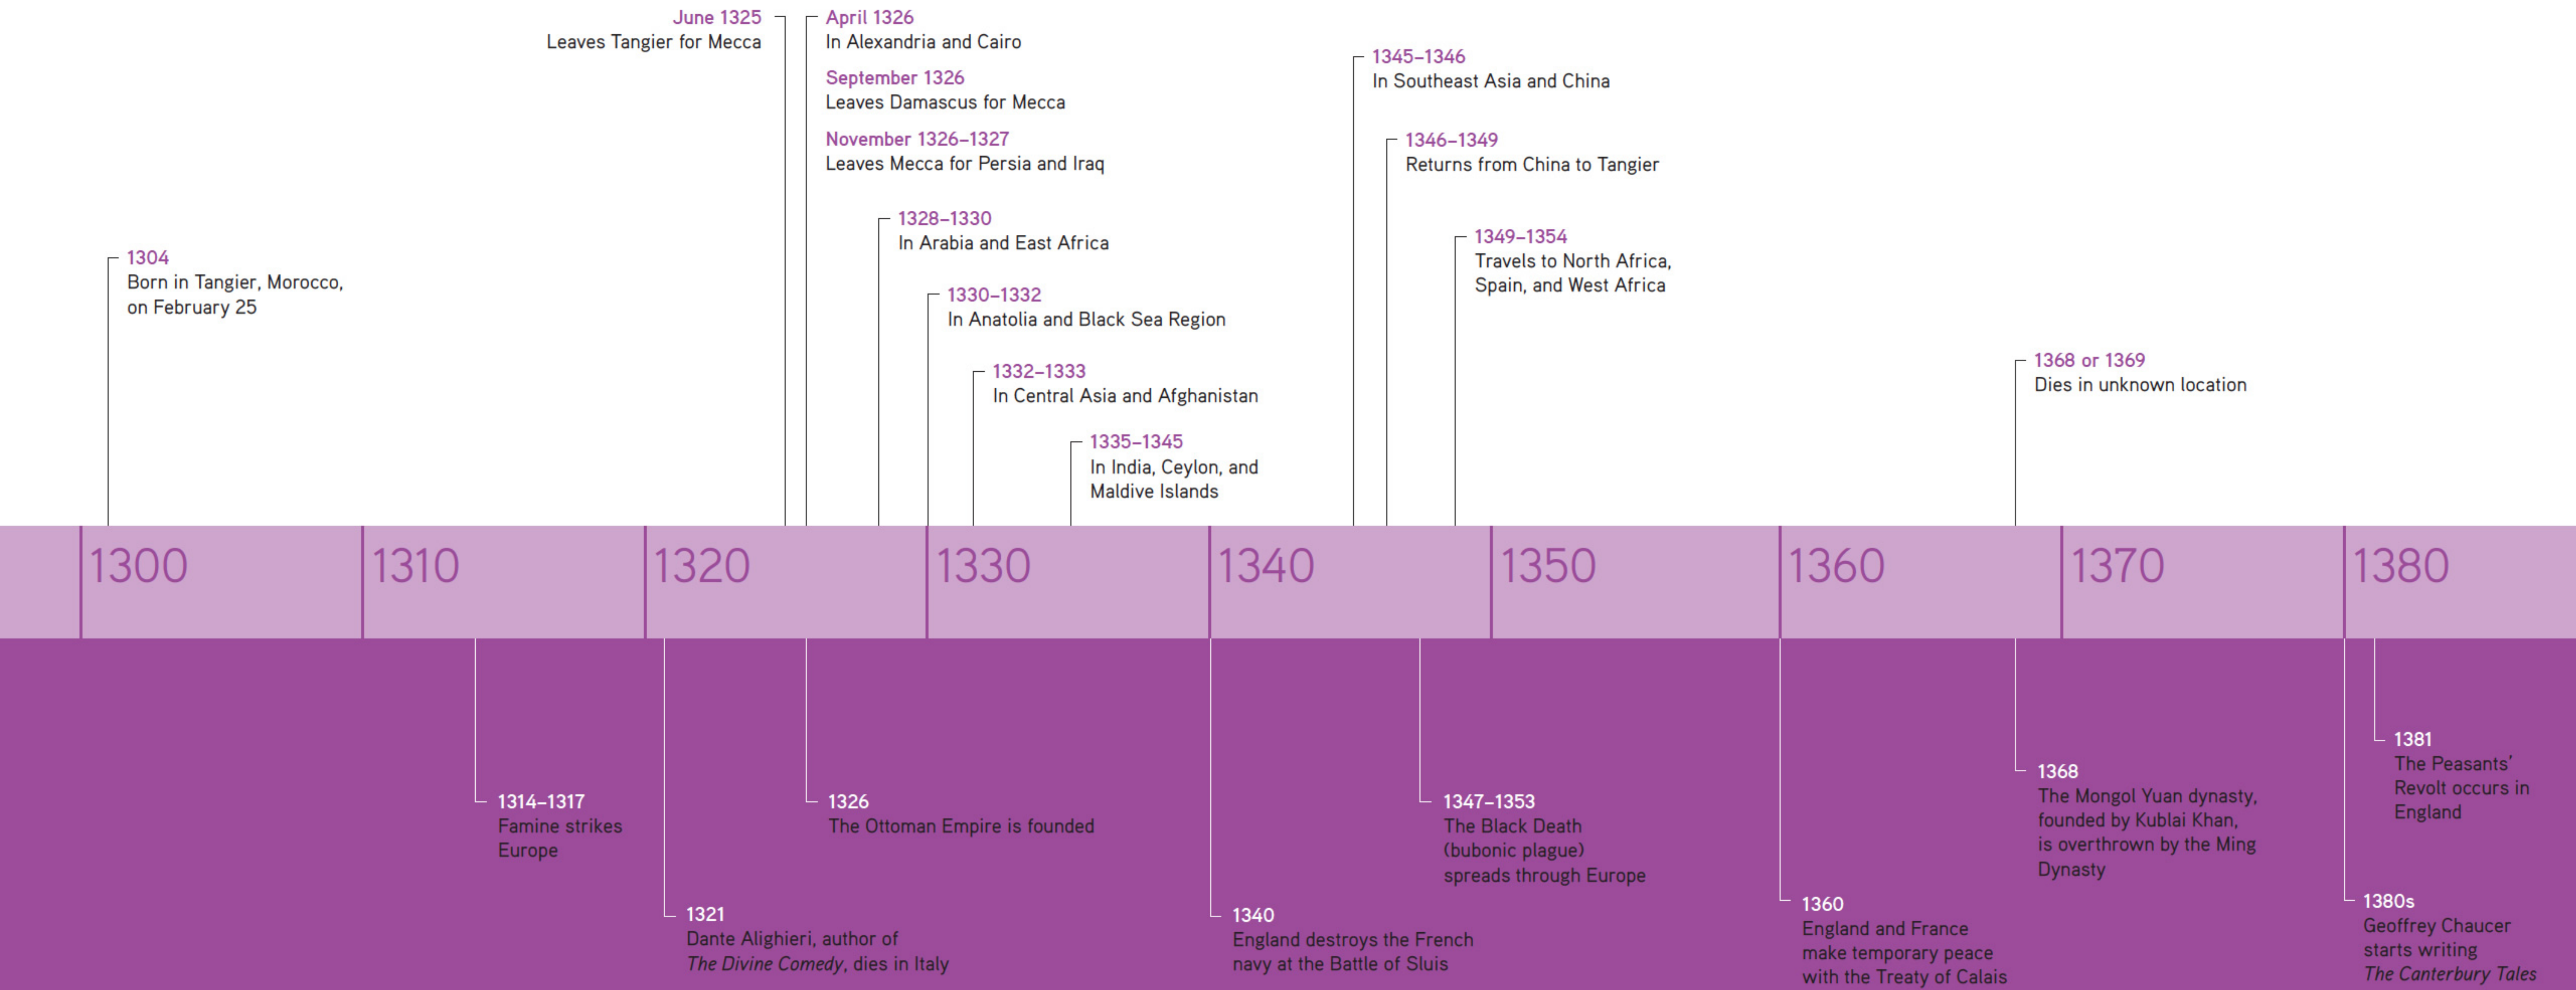 June 1325
Leaves Tangier for Mecca
April 1326
In Alexandria and Cairo
September 1326
Leaves Damascus for Mecca
November 1326–1327
Leaves Mecca for Persia and Iraq
1345–1346
In Southeast Asia and China
1346–1349
Returns from China to Tangier
1328–1330
In Arabia and East Africa
1349–1354
Travels to North Africa,
Spain, and West Africa
1304
Born in Tangier, Morocco,
on February 25
1330–1332
In Anatolia and Black Sea Region
1332–1333
In Central Asia and Afghanistan
1368 or 1369
Dies in unknown location
1335–1345
In India, Ceylon, and
Maldive Islands
1300
1310
1320
1330
1340
1350
1360
1370
1380
1314–1317
Famine strikes
Europe
1321
Dante Alighieri, author of
The Divine Comedy, dies in Italy
1326
The Ottoman Empire is founded
1340
England destroys the French
navy at the Battle of Sluis
1347–1353
The Black Death
(bubonic plague)
spreads through Europe
1360
England and France
make temporary peace
with the Treaty of Calais
1368
The Mongol Yuan dynasty,
founded by Kublai Khan,
is overthrown by the Ming
Dynasty
1381
The Peasants'
Revolt occurs in
England
1380s
Geoffrey Chaucer
starts writing
The Canterbury Tales